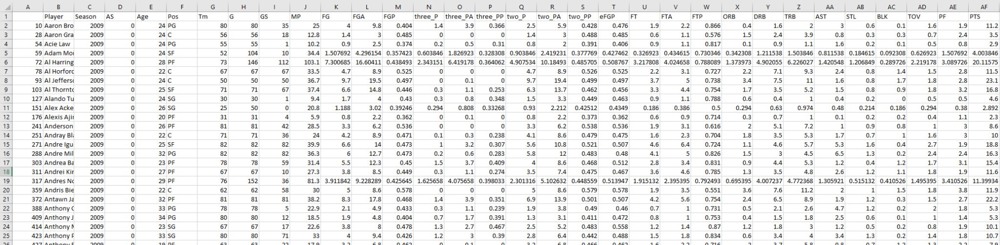 A B C D E F G H I J K L M N O P Q R S T U V W X Y Z AA AB AC AD AE AF
1 Player Season AS Age Pos Tm G GS MP FG FGA FGP three_P three_PA three_PP two_P two_PA two_PP eFGP FT FTA FTP ORB DRB TRB AST STL BLK TOV PF PTS
2 10 Aaron Bro 2009 0 24 PG 80 80 35 25 4 9.8 0.404 1.4 3.9 0.366 2.5 5.9 0.428 0.476 1.9 2.2 0.866 0.4 1.6 2 3 0.6 0.1 1.6 1.9 11.2
3 28 Aaron Gra 2009 0 24 C 56 56 18 12.8 1.4 3 0.485 0 0 0 1.4 3 0.488 0.485 0.6 1.1 0.576 1.5 2.4 3.9 0.8 0.3 0.3 0.7 2.4 3.5
4 54 Acie Law 2009 0 24 PG 55 55 1 10.2 0.9 2.5 0.374 0.2 0.5 0.31 0.8 2 0.391 0.406 0.9 1.1 0.817 0.1 0.9 1.1 1.6 0.2 0.1 0.5 0.8 2.9
5 59 Adam Mor 2009 0 24 SF 52 104 10 34.4 1.507692 4.296154 0.357423 0.603846 1.826923 0.328308 0.903846 2.419231 0.377769 0.427462 0.326923 0.434615 0.730346 0.342308 1.211538 1.503846 0.811538 0.184615 0.092308 0.626923 1.507692 4.003846
6 72 Al Harring 2009 0 28 PF 73 146 112 103.1 7.300685 16.60411 0.438493 2.343151 6.419178 0.364062 4.907534 10.18493 0.485705 0.508767 3.217808 4.024658 0.788089 1.373973 4.902055 6.226027 1.420548 1.206849 0.289726 2.219178 3.089726 20.11575
7 78 Al Horford 2009 0 22 C 67 67 67 33.5 4.7 8.9 0.525 0 0 0 4.7 8.9 0.526 0.525 2.2 3.1 0.727 2.2 7.1 9.3 2.4 0.8 1.4 1.5 2.8 11.5
8 93 Al Jefferso 2009 0 24 C 50 50 50 36.7 9.7 19.5 0.497 0 0.1 0 9.7 19.4 0.499 0.497 3.7 5 0.738 3.4 7.5 11 1.6 0.8 1.7 1.8 2.8 23.1
9 103 Al Thornto 2009 0 25 SF 71 71 67 37.4 6.6 14.8 0.446 0.3 1.1 0.253 6.3 13.7 0.462 0.456 3.3 4.4 0.754 1.7 3.5 5.2 1.5 0.8 0.9 1.8 3.2 16.8
10 127 Alando Tu 2009 0 24 SG 30 30 1 9.4 1.7 4 0.43 0.3 0.8 0.348 1.5 3.3 0.449 0.463 0.9 1.1 0.788 0.6 0.4 1 0.4 0.2 0 0.5 0.5 4.6
11 151 Alex Acke 2009 0 26 SG 25 50 0 20.8 1.188 3.02 0.39246 0.294 0.808 0.33268 0.93 2.212 0.42512 0.4349 0.186 0.386 0.5 0.294 0.63 0.974 0.48 0.214 0.186 0.294 0.38 2.892
12 176 Alexis Ajin 2009 0 20 PF 31 31 4 5.9 0.8 2.2 0.362 0 0.1 0 0.8 2.2 0.373 0.362 0.6 0.9 0.714 0.3 0.7 1 0.1 0.2 0.2 0.4 1.1 2.3
13 241 Anderson 2009 0 26 PF 81 81 42 28.5 3.3 6.2 0.536 0 0 0 3.3 6.2 0.538 0.536 1.9 3.1 0.616 2 5.1 7.2 1 0.9 0.8 1 3 8.6
14 251 Andray Bla 2009 0 22 C 71 71 36 24 4.2 8.9 0.471 0.1 0.3 0.238 4.1 8.6 0.479 0.475 1.6 2.3 0.704 1.8 3.5 5.3 1.7 0.7 1 1.6 3 10
15 271 Andre Igu 2009 0 25 SF 82 82 82 39.9 6.6 14 0.473 1 3.2 0.307 5.6 10.8 0.521 0.507 4.6 6.4 0.724 1.1 4.6 5.7 5.3 1.6 0.4 2.7 1.9 18.8
16 288 Andre Mil 2009 0 32 PG 82 82 82 36.3 6 12.7 0.473 0.2 0.6 0.283 5.8 12 0.483 0.48 4.1 5 0.826 1.5 3 4.5 6.5 1.3 0.2 2.4 2.4 16.3
17 303 Andrea Ba 2009 0 23 PF 78 78 59 31.4 5.5 12.3 0.45 1.5 3.7 0.409 4 8.6 0.468 0.512 2.8 3.4 0.831 0.9 4.4 5.3 1.2 0.4 1.2 1.7 3.1 15.4
18 311 Andrei Kir 2009 0 27 PF 67 67 10 27.3 3.8 8.5 0.449 0.3 1.1 0.274 3.5 7.4 0.475 0.467 3.6 4.6 0.785 1.3 3.5 4.8 2.6 1.2 1.1 1.8 1.9 11.6
19 317 Andres No 2009 0 29 PF 76 152 36 81.3 3.911842 9.228289 0.425645 1.625658 4.075658 0.398033 2.301316 5.102632 0.448559 0.513947 1.915132 2.395395 0.792493 0.695395 4.007237 4.772368 1.305921 0.515132 0.410526 1.495395 3.410526 11.39934
20 359 Andris Bie 2009 0 22 C 62 62 58 30 5 8.6 0.578 0 0 0 5 8.6 0.579 0.578 1.9 3.5 0.551 3.6 7.6 11.2 2 1 1.5 1.8 3.8 11.9
21 372 Antawn Ja 2009 0 32 PF 81 81 81 38.2 8.3 17.8 0.468 1.4 3.9 0.351 6.9 13.9 0.501 0.507 4.2 5.6 0.754 2.4 6.5 8.9 1.9 1.2 0.3 1.5 2.7 22.2
22 388 Anthony C 2009 0 33 PG 78 78 5 22.9 2.1 4.9 0.433 0.3 1.1 0.239 1.9 3.8 0.49 0.46 0.7 1 0.731 0.5 2.1 2.6 4.7 1.2 0.2 2 1.8 5.3
23 409 Anthony J 2009 0 34 PG 80 80 12 18.5 1.9 4.8 0.404 0.7 1.7 0.391 1.3 3.1 0.411 0.472 0.8 1 0.753 0.4 1.5 1.8 2.5 0.6 0.1 1 1.4 5.3
24 414 Anthony M 2009 0 23 SG 67 67 17 22.6 3.8 8 0.478 1.3 2.7 0.467 2.5 5.2 0.483 0.558 1.2 1.4 0.87 1.2 1.8 3 1.2 0.5 0.2 0.8 1.9 10.1
25 423 Anthony P 2009 0 33 SG 80 80 71 33 4 9.4 0.426 1.2 3 0.39 2.8 6.4 0.442 0.488 1.5 1.8 0.834 0.6 3.4 4 3.4 1.3 0.2 1.4 1.8 10.7